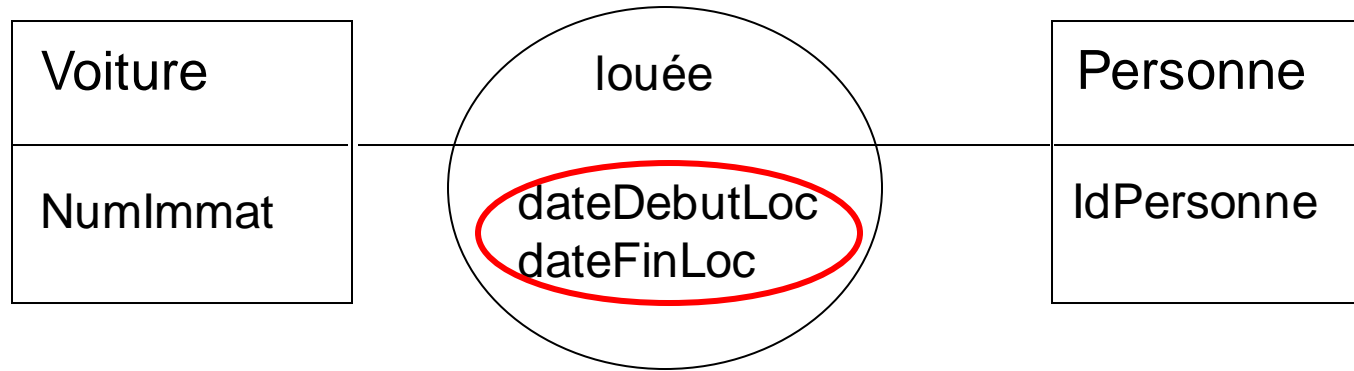 Voiture
NumImmat
louée
dateDebutLoc
dateFinLoc
Personne
IdPersonne